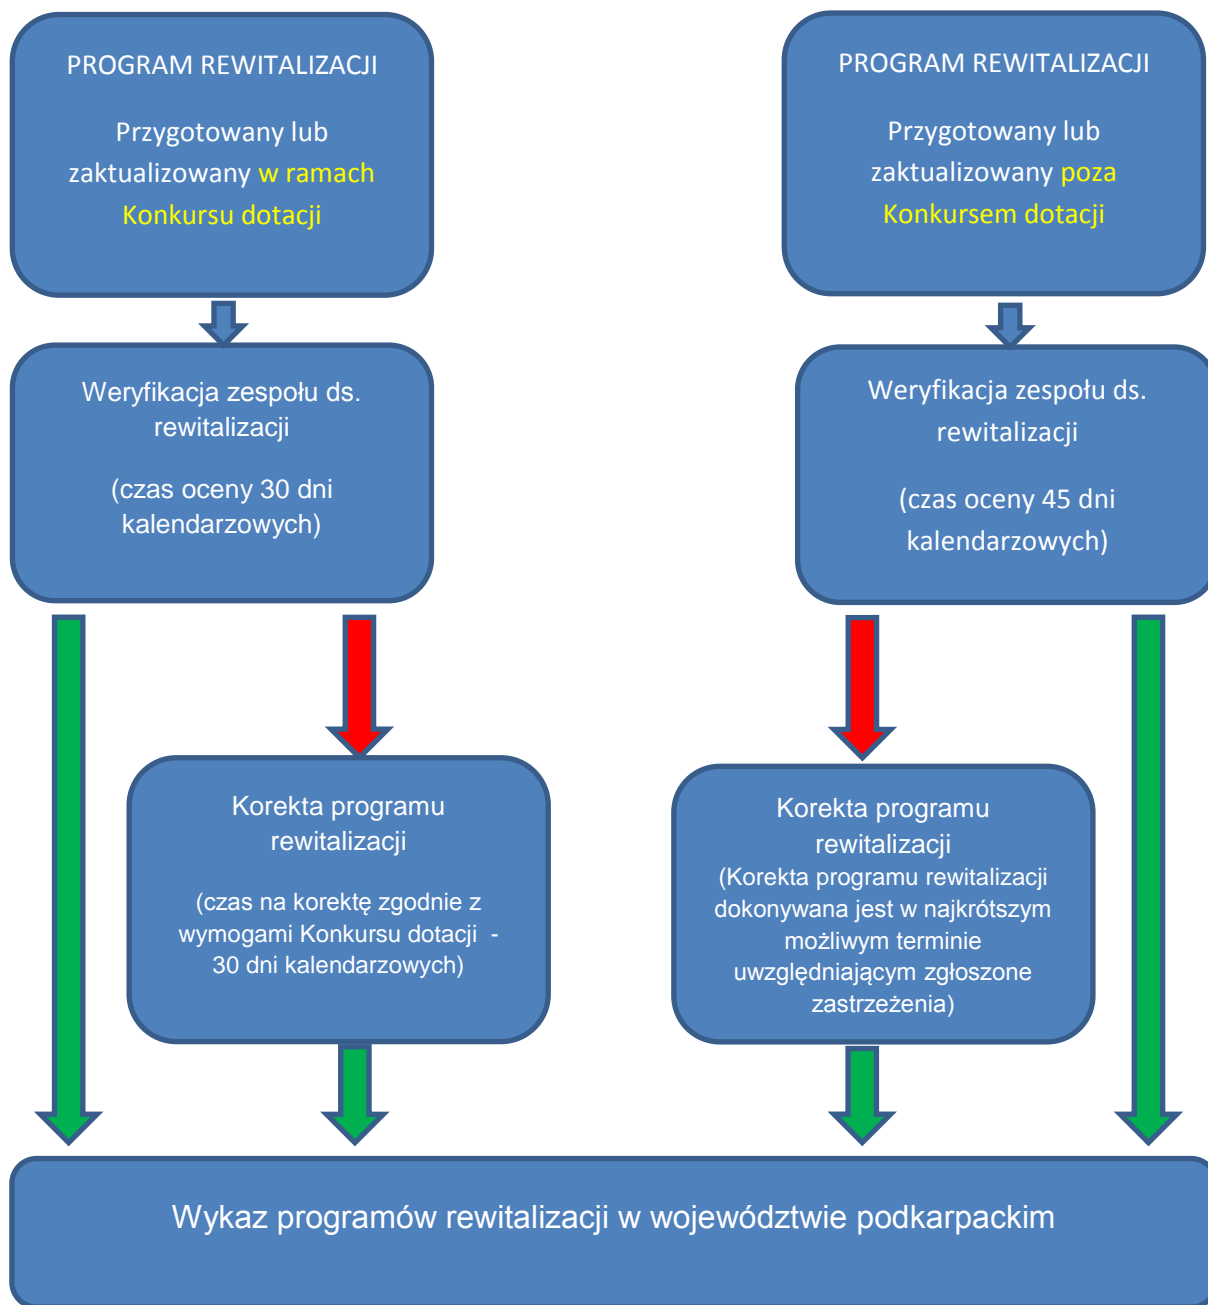 PROGRAM REWITALIZACJI
Przygotowany lub
zaktualizowany w ramach
Konkursu dotacji
PROGRAM REWITALIZACJI
Przygotowany lub
zaktualizowany poza
Konkursem dotacji
Weryfikacja zespołu ds.
rewitalizacji
(czas oceny 30 dni
kalendarzowych)
Weryfikacja zespołu ds.
rewitalizacji
(czas oceny 45 dni
kalendarzowych)
Korekta programu
rewitalizacji
(czas na korektę zgodnie z
wymogami Konkursu dotacji -
30 dni kalendarzowych)
Korekta programu
rewitalizacji
(Korekta programu rewitalizacji
dokonywana jest w najkrótszym
możliwym terminie
uwzględniającym zgłoszone
zastrzeżenia)
Wykaz programów rewitalizacji w województwie podkarpackim